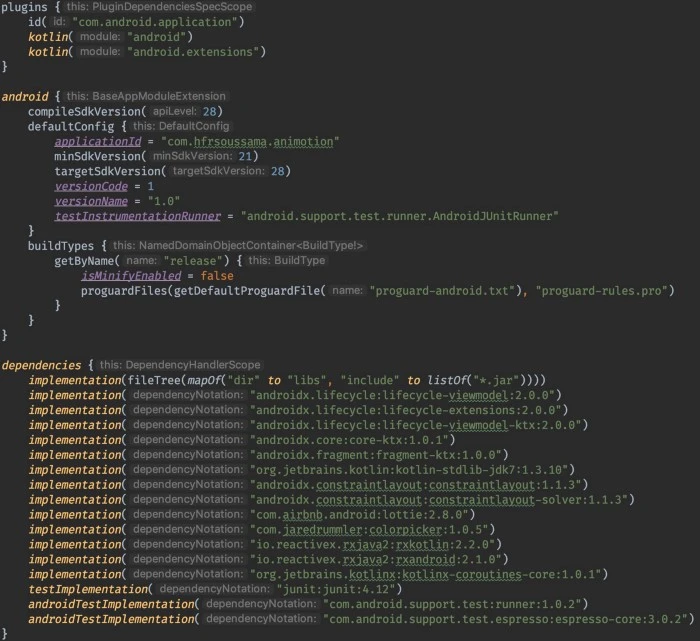 plugins { this: PluginDependenciesSpecScope
id( id: "com.android.application")
kotlin( module: "android")
kotlin( module: "android.extensions")
}
android { this: BaseAppModuleExtension
compileSdkVersion( apiLevel: 28)
defaultConfig { this: DefaultConfig
applicationId = "com.hfrsoussama.animotion"
minSdkVersion( minSdkVersion: 21)
targetSdkVersion( targetSdkVersion: 28)
versionCode = 1
versionName = "1.0"
testInstrumentationRunner = "android.support.test.runner.AndroidJUnitRunner"
}
buildTypes { this: NamedDomainObjectContainer<BuildType!>
getByName( name: "release") { this: BuildType
isMinifyEnabled = false
proguardFiles(getDefaultProguardFile( name: "proguard-android.txt"), "proguard-rules.pro")
}
}
}
dependencies { this: DependencyHandlerScope
implementation(fileTree(mapOf("dir" to "libs", "include" to listOf("*.jar"))))
implementation( dependencyNotation: "androidx.lifecycle:lifecycle-viewmodel:2.0.0")
implementation( dependencyNotation: "androidx.lifecycle:lifecycle-extensions:2.0.0")
implementation( dependencyNotation: "androidx.lifecycle:lifecycle-viewmodel-ktx:2.0.0")
implementation( dependencyNotation: "androidx.core:core-ktx:1.0.1")
implementation( dependencyNotation: "androidx.fragment:fragment-ktx:1.0.0")
implementation( dependencyNotation: "org.jetbrains.kotlin:kotlin-stdlib-jdk7:1.3.10")
implementation( dependencyNotation: "androidx.constraintlayout:constraintlayout:1.1.3")
implementation( dependencyNotation: "androidx.constraintlayout:constraintlayout-solver:1.1.3")
implementation( dependencyNotation: "com.airbnb.android:lottie:2.8.0")
implementation( dependencyNotation: "com.jaredrummler:colorpicker:1.0.5")
implementation( dependencyNotation: "io.reactivex.rxjava2:rxkotlin:2.2.0")
implementation( dependencyNotation: "io.reactivex.rxjava2:rxandroid:2.1.0")
implementation( dependencyNotation: "org.jetbrains.kotlinx:kotlinx-coroutines-core:1.0.1")
testImplementation( dependencyNotation: "junit:junit:4.12")
androidTestImplementation( dependencyNotation: "com.android.support.test:runner:1.0.2")
androidTestImplementation( dependencyNotation: "com.android.support.test.espresso:espresso-core:3.0.2")
}